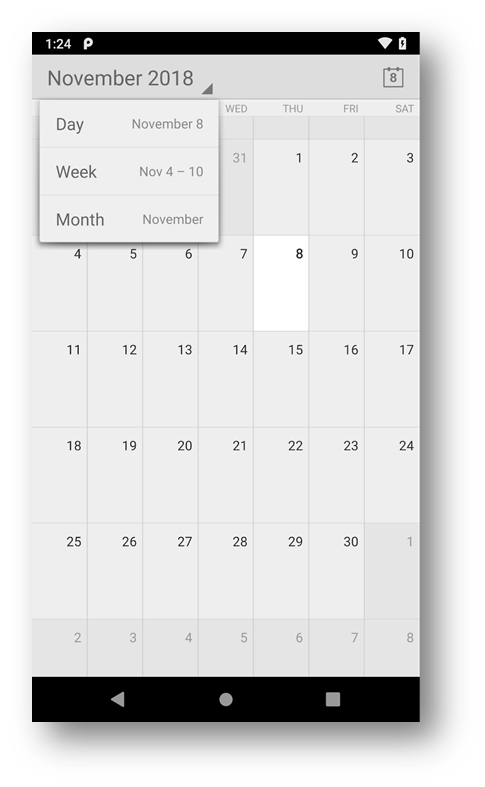 1:24
November 2018 8
WED THU FRI SAT
Day November 8
31 1 2 3
Week Nov 4 – 10
Month November
4 5 6 7 8 9 10
11 12 13 14 15 16 17
18 19 20 21 22 23 24
25 26 27 28 29 30 1
2 3 4 5 6 7 8